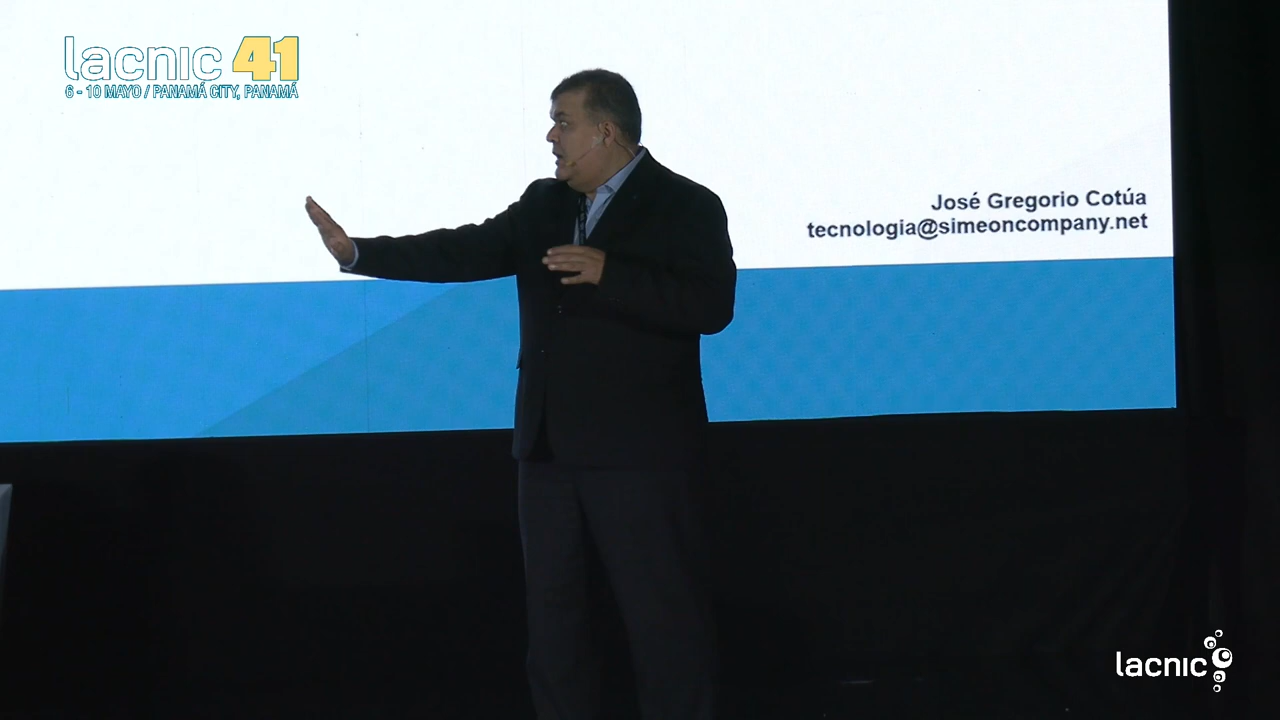 lacnic 41
6 - 10 MAYO / PANAMÁ CITY, PANAMÁ
José Gregorio Cotúa
tecnologia@simeoncompany.net
lacnic